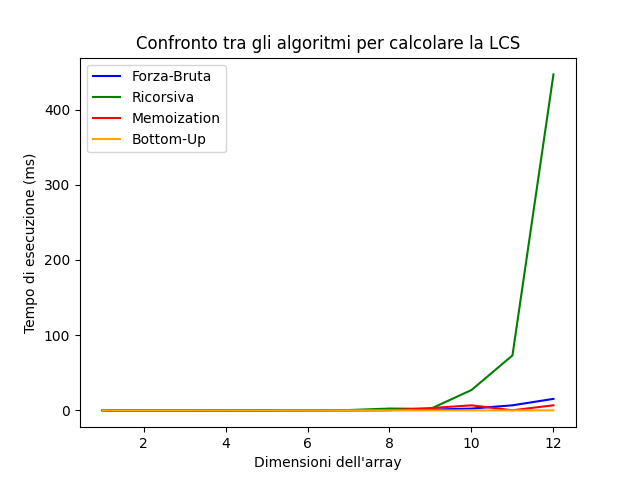 Confronto tra gli algoritmi per calcolare la LCS
Forza-Bruta
Ricorsiva
Memoization
Bottom-Up
Tempo di esecuzione (ms)
400
300
200
100
0
2 4 6 8 10 12
Dimensioni dell'array